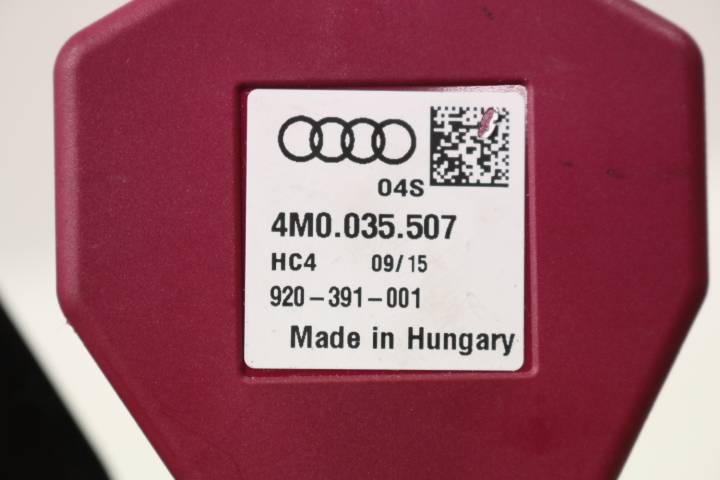 04S
4M0.035.507
HC4 09/15
920-391-001
Made in Hungary